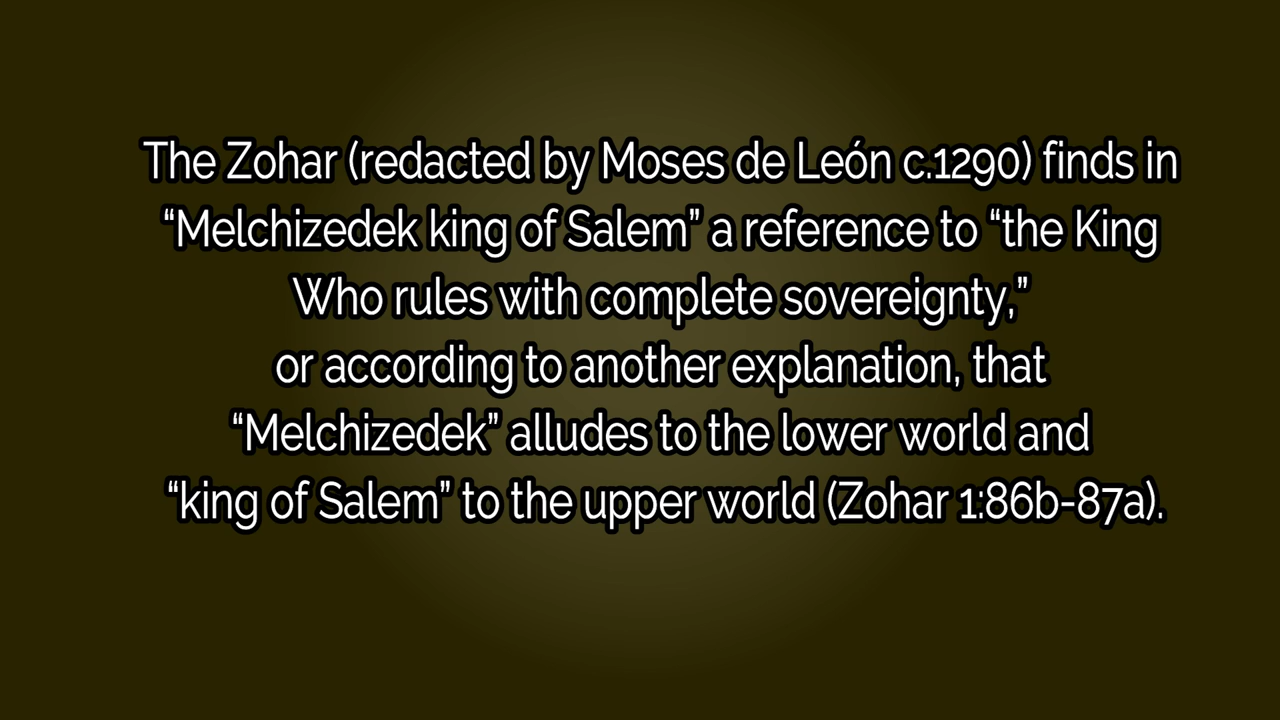 The Zohar (redacted by Moses de León c.1290) finds in
“Melchizedek king of Salem” a reference to “the King
Who rules with complete sovereignty,”
or according to another explanation, that
“Melchizedek” alludes to the lower world and
“king of Salem” to the upper world (Zohar 1:86b-87a).